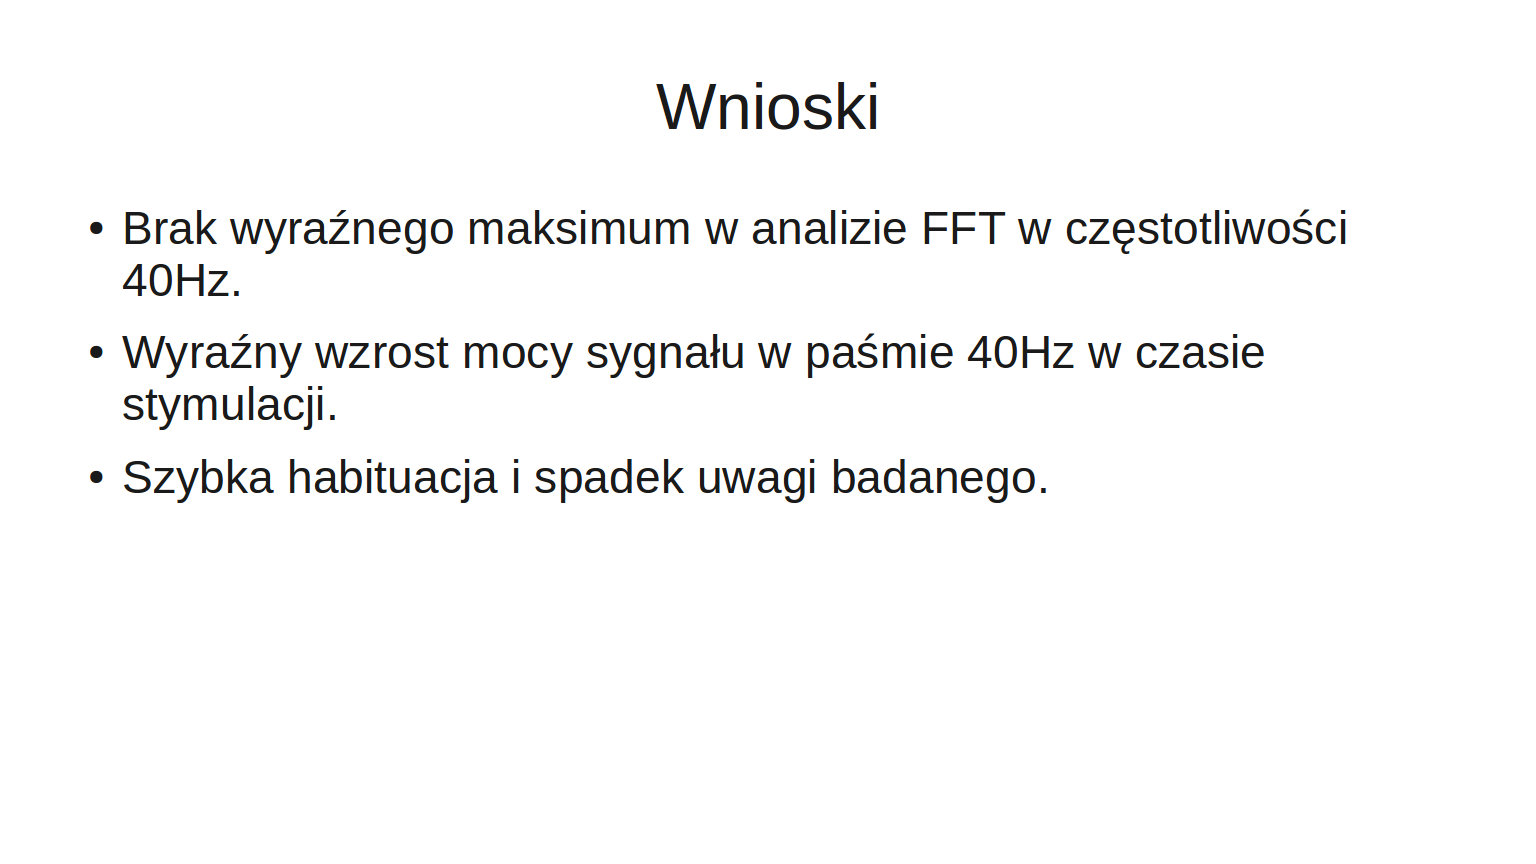 Wnioski
• Brak wyraźnego maksimum w analizie FFT w częstotliwości
40Hz.
• Wyraźny wzrost mocy sygnału w paśmie 40Hz w czasie
stymulacji.
• Szybka habituacja i spadek uwagi badanego.